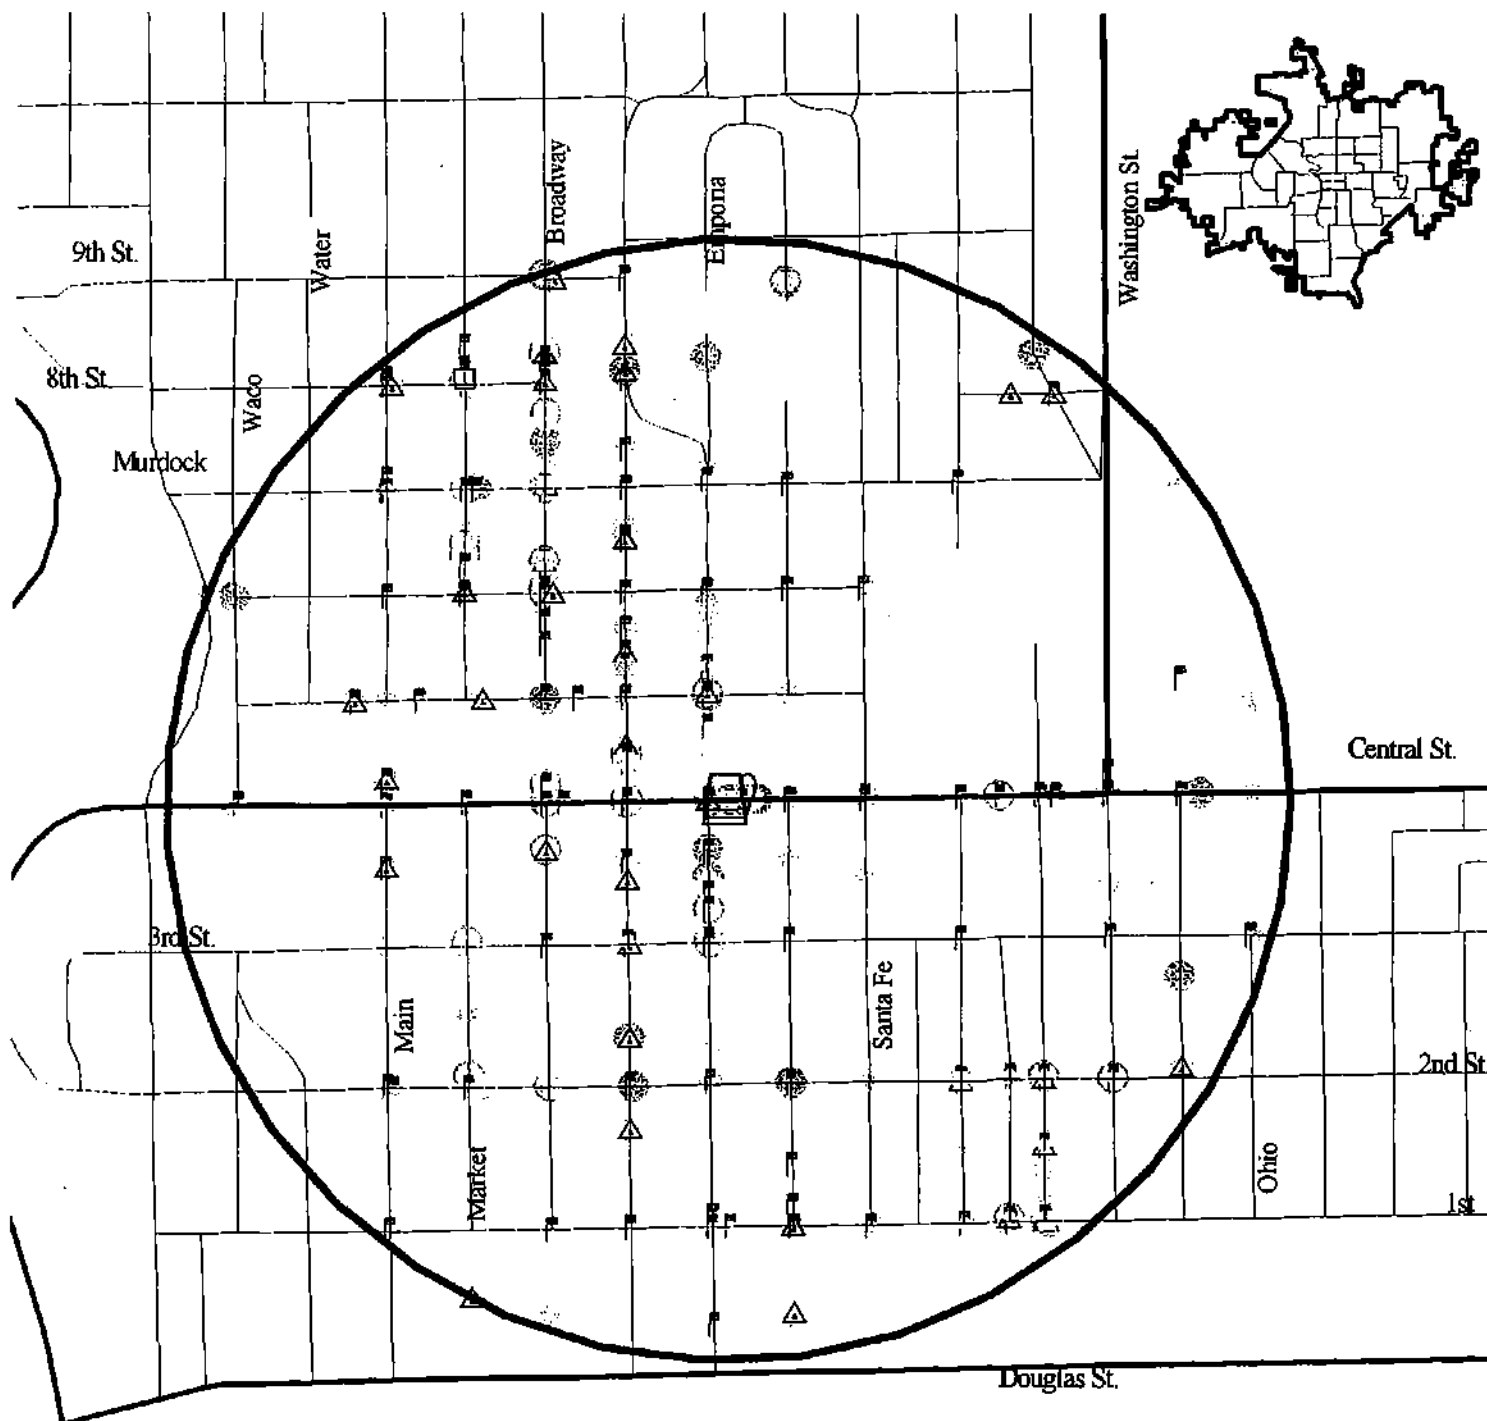 Broadway
Emporia
Washington St.
9th St.
Water
8th St.
Waco
Murdock
Central St.
3rd St.
Main
Santa Fe
2nd St
Market
Ohio
1st
Douglas St.